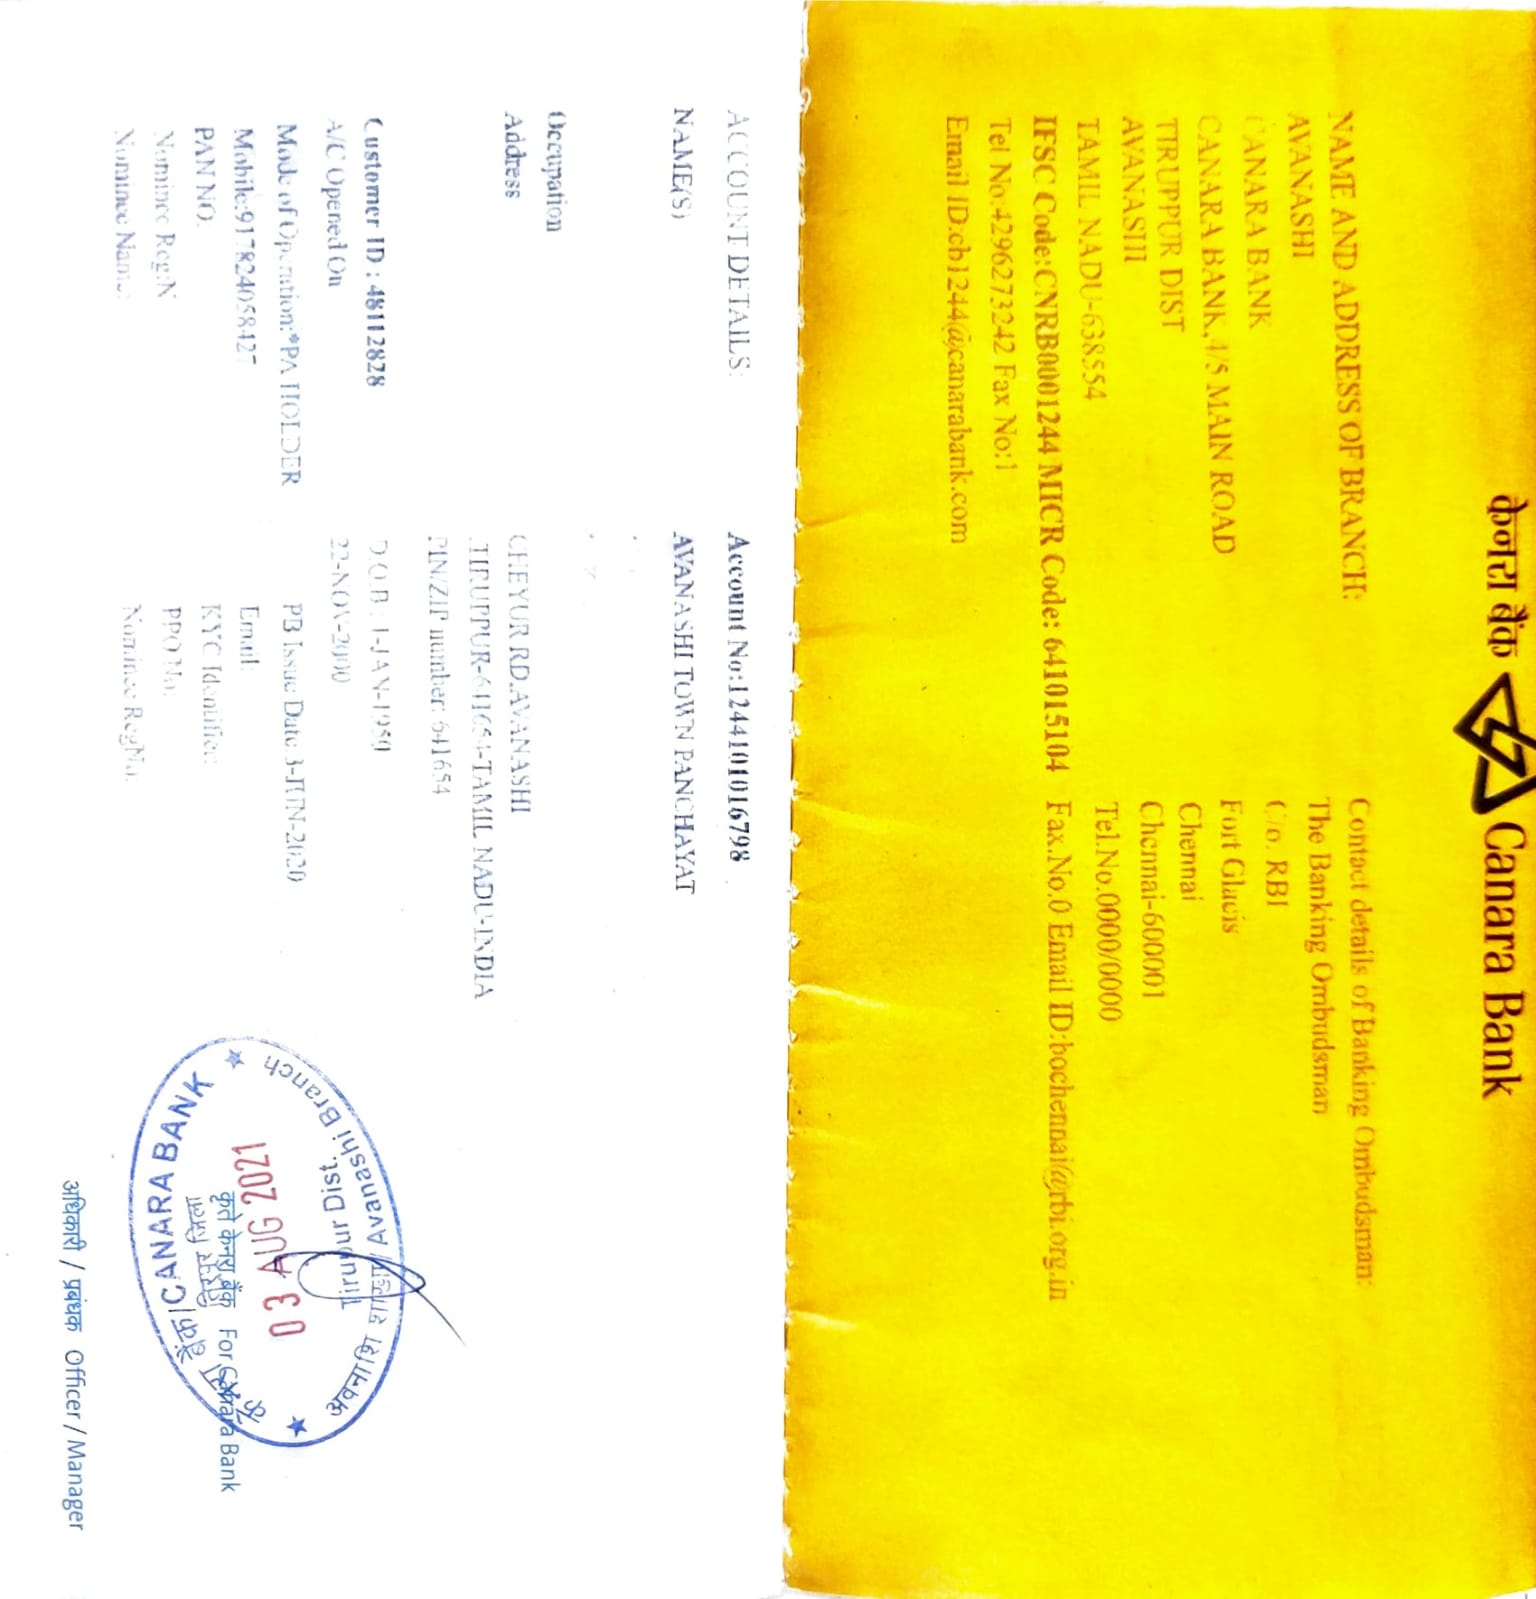 केनरा बैंक Canara Bank
NAME AND ADDRESS OF BRANCH:
AVANASHI
CANARA BANK
CANARA BANK,4/5 MAIN ROAD
TIRUPPUR DIST
AVANASHI
TAMIL NADU-638554
IFSC Code:CNRB0001244 MICR Code: 641015104
Tel No:4296273242 Fax No:1
Email ID:cb1244@canarabank.com
Contact details of Banking Ombudsman:
The Banking Ombudsman
C/o. RBI
Fort Glacis
Chennai
Chennai-600001
Tel.No.0000/0000
Fax.No.0 Email ID:bochennai@rbi.org.in
ACCOUNT DETAILS: Account No:1244101016798
NAME(S) AVANASHI TOWN PANCHAYAT
Occupation
Address CHEYUR RD.AVANASHI
TIRUPPUR-641654-TAMIL NADU-INDIA
PIN/ZIP number: 641654
Customer ID : 48112828 D.O.B. 1-JAN-1950
A/C Opened On 22-NOV-2000
Mode of Operation:*PA HOLDER PB Issue Date 3-JUN-2020
Mobile:917824058427 Email:
PAN NO. KYC Identifier:
Nominee Reg:N PPO No.
Nominee Name: Nominee RegNo:
बैंक/CANARA BANK
अवनाशि शाखा/Avanashi Branch
Tirupur Dist.
03 AUG 2021
कृते केनरा बैंक For Canara Bank
अधिकारी / प्रबंधक Officer / Manager